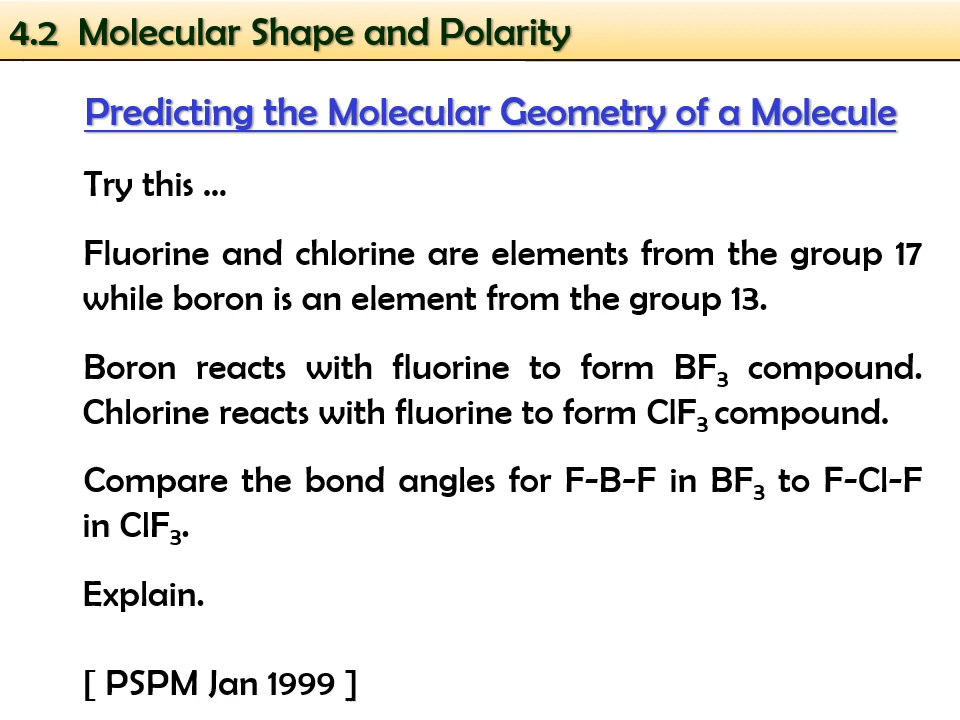 4.2 Molecular Shape and Polarity
Predicting the Molecular Geometry of a Molecule
Try this ...
Fluorine and chlorine are elements from the group 17
while boron is an element from the group 13.
Boron reacts with fluorine to form BF₃ compound.
Chlorine reacts with fluorine to form ClF₃ compound.
Compare the bond angles for F-B-F in BF₃ to F-Cl-F
in ClF₃.
Explain.
[ PSPM Jan 1999 ]